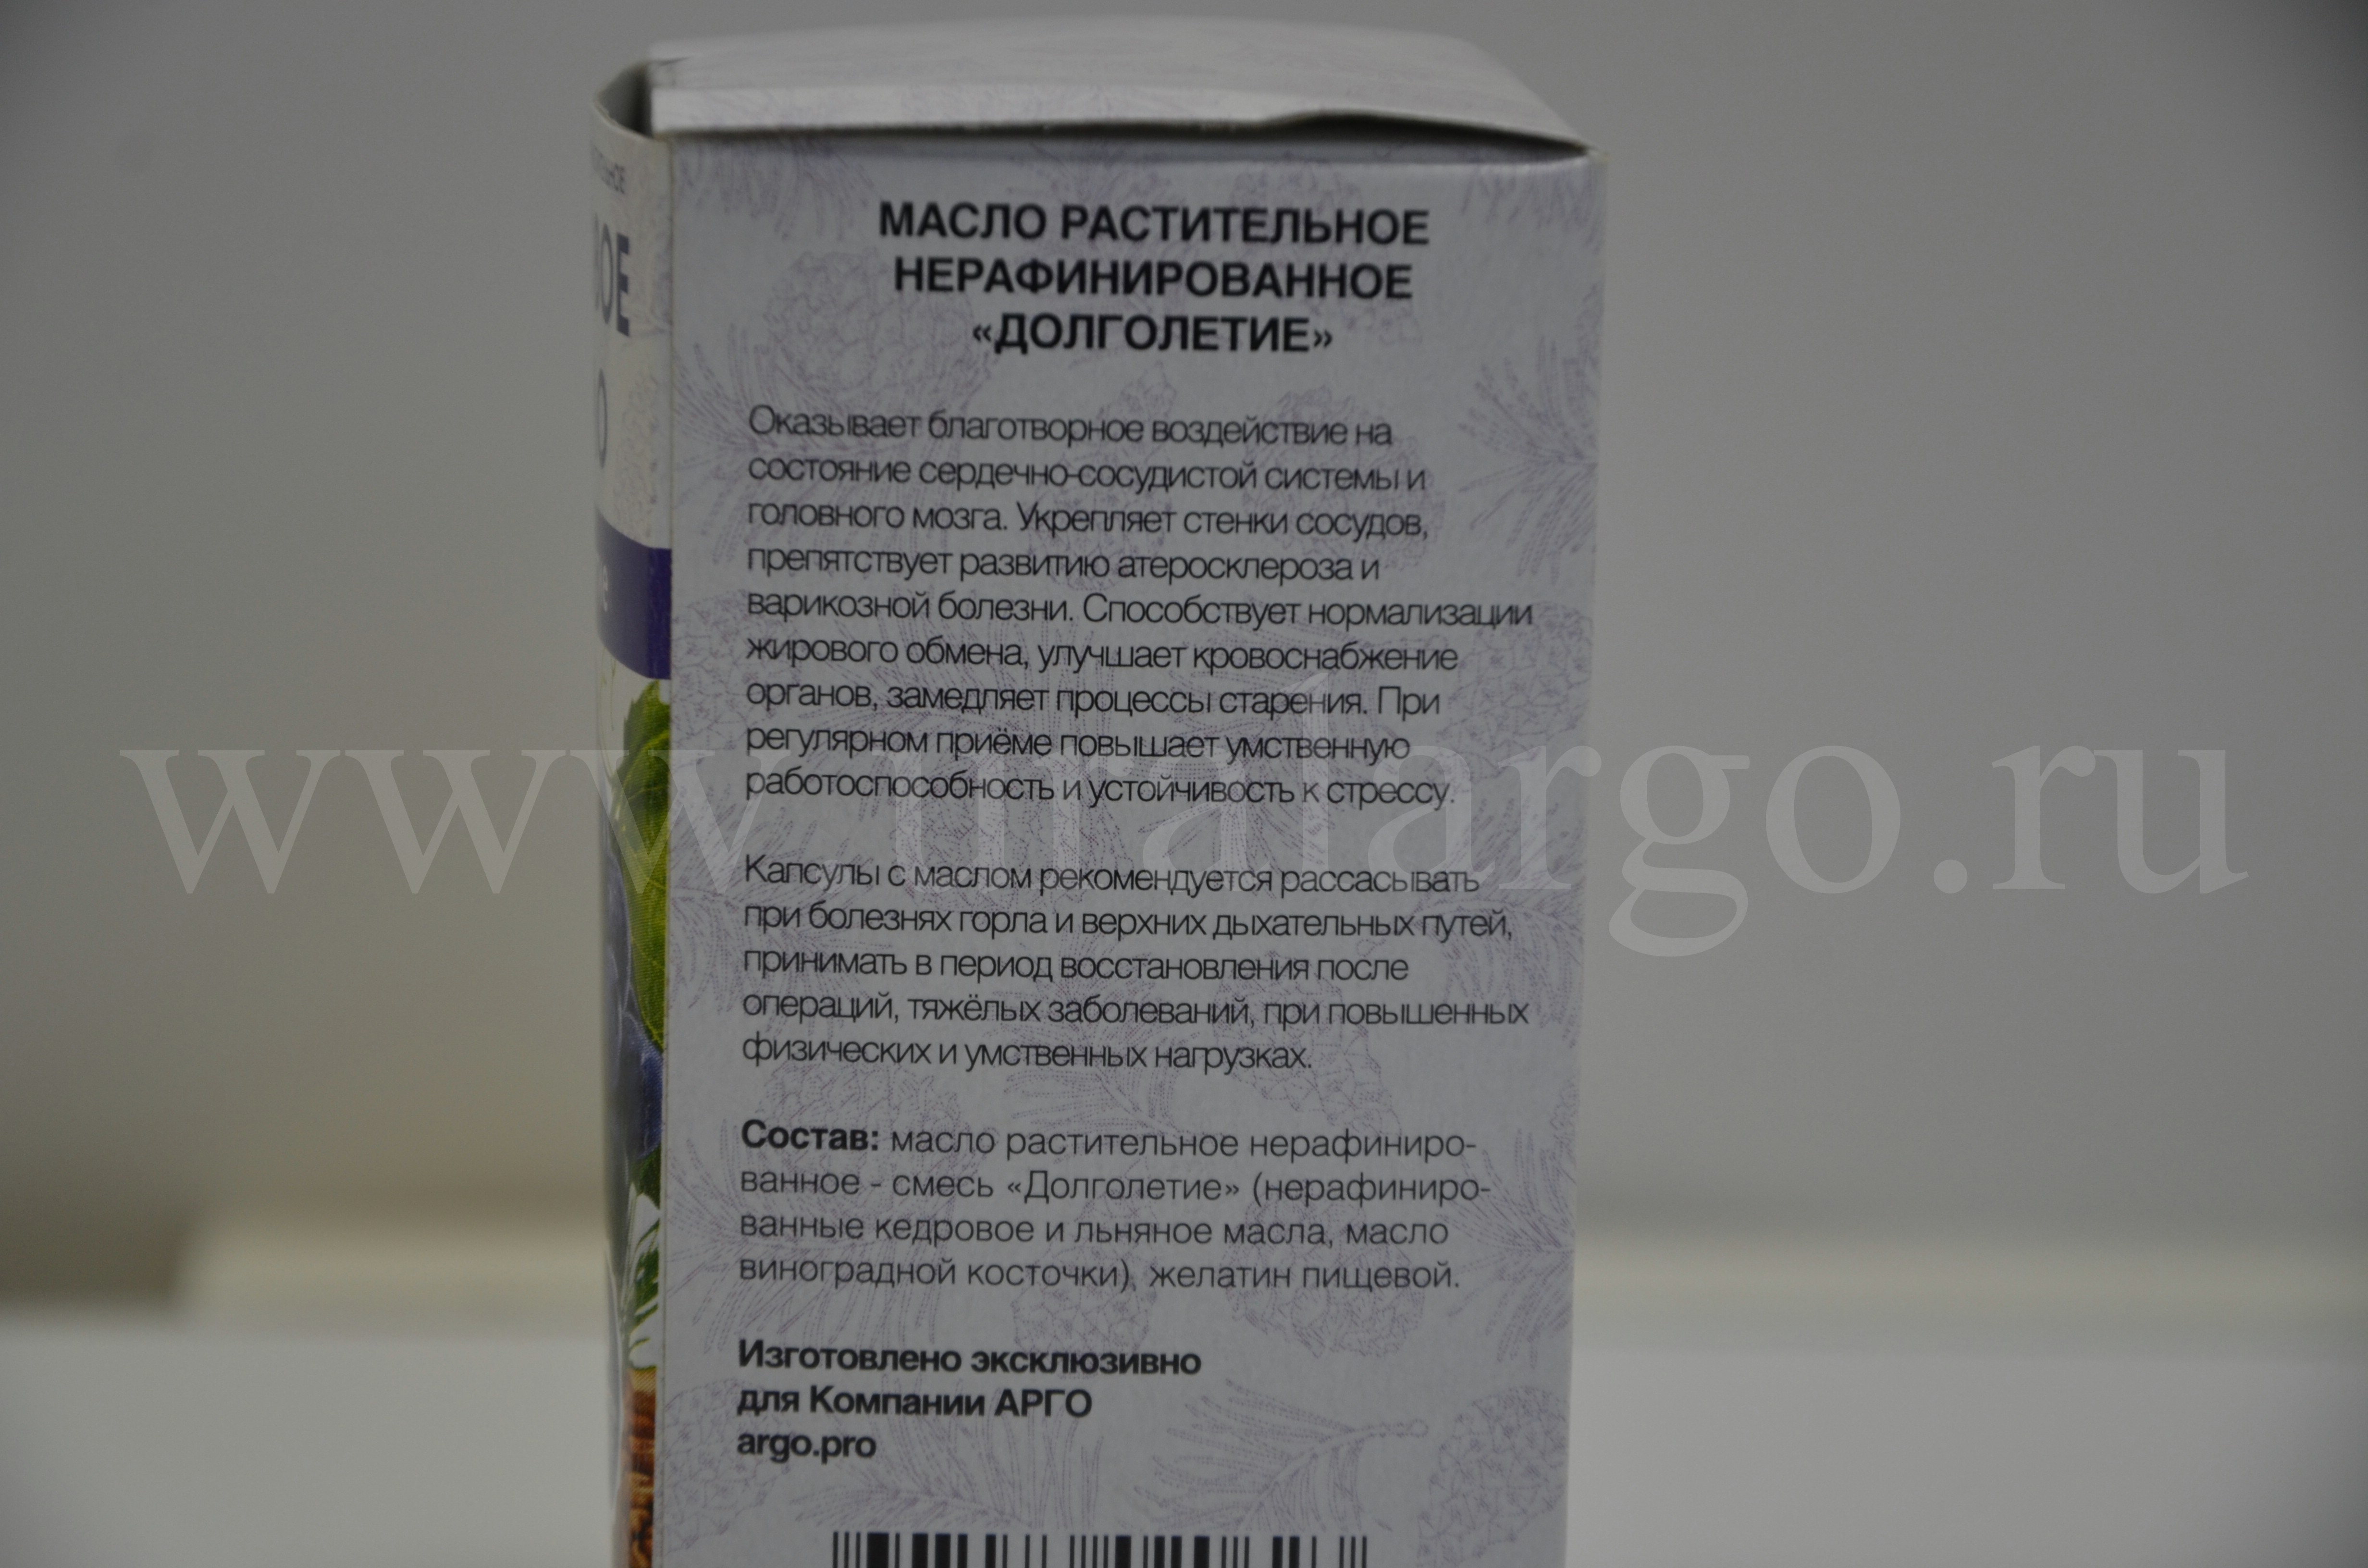 МАСЛО РАСТИТЕЛЬНОЕ
НЕРАФИНИРОВАННОЕ
«ДОЛГОЛЕТИЕ»
Оказывает благотворное воздействие на
состояние сердечно-сосудистой системы и
головного мозга. Укрепляет стенки сосудов,
препятствует развитию атеросклероза и
варикозной болезни. Способствует нормализации
жирового обмена, улучшает кровоснабжение
органов, замедляет процессы старения. При
регулярном приёме повышает умственную
работоспособность и устойчивость к стрессу.
Капсулы с маслом рекомендуется рассасывать
при болезнях горла и верхних дыхательных путей,
принимать в период восстановления после
операций, тяжёлых заболеваний, при повышенных
физических и умственных нагрузках.
Состав: масло растительное нерафиниро-
ванное - смесь «Долголетие» (нерафиниро-
ванные кедровое и льняное масла, масло
виноградной косточки), желатин пищевой.
Изготовлено эксклюзивно
для Компании АРГО
argo.pro
www.uralargo.ru